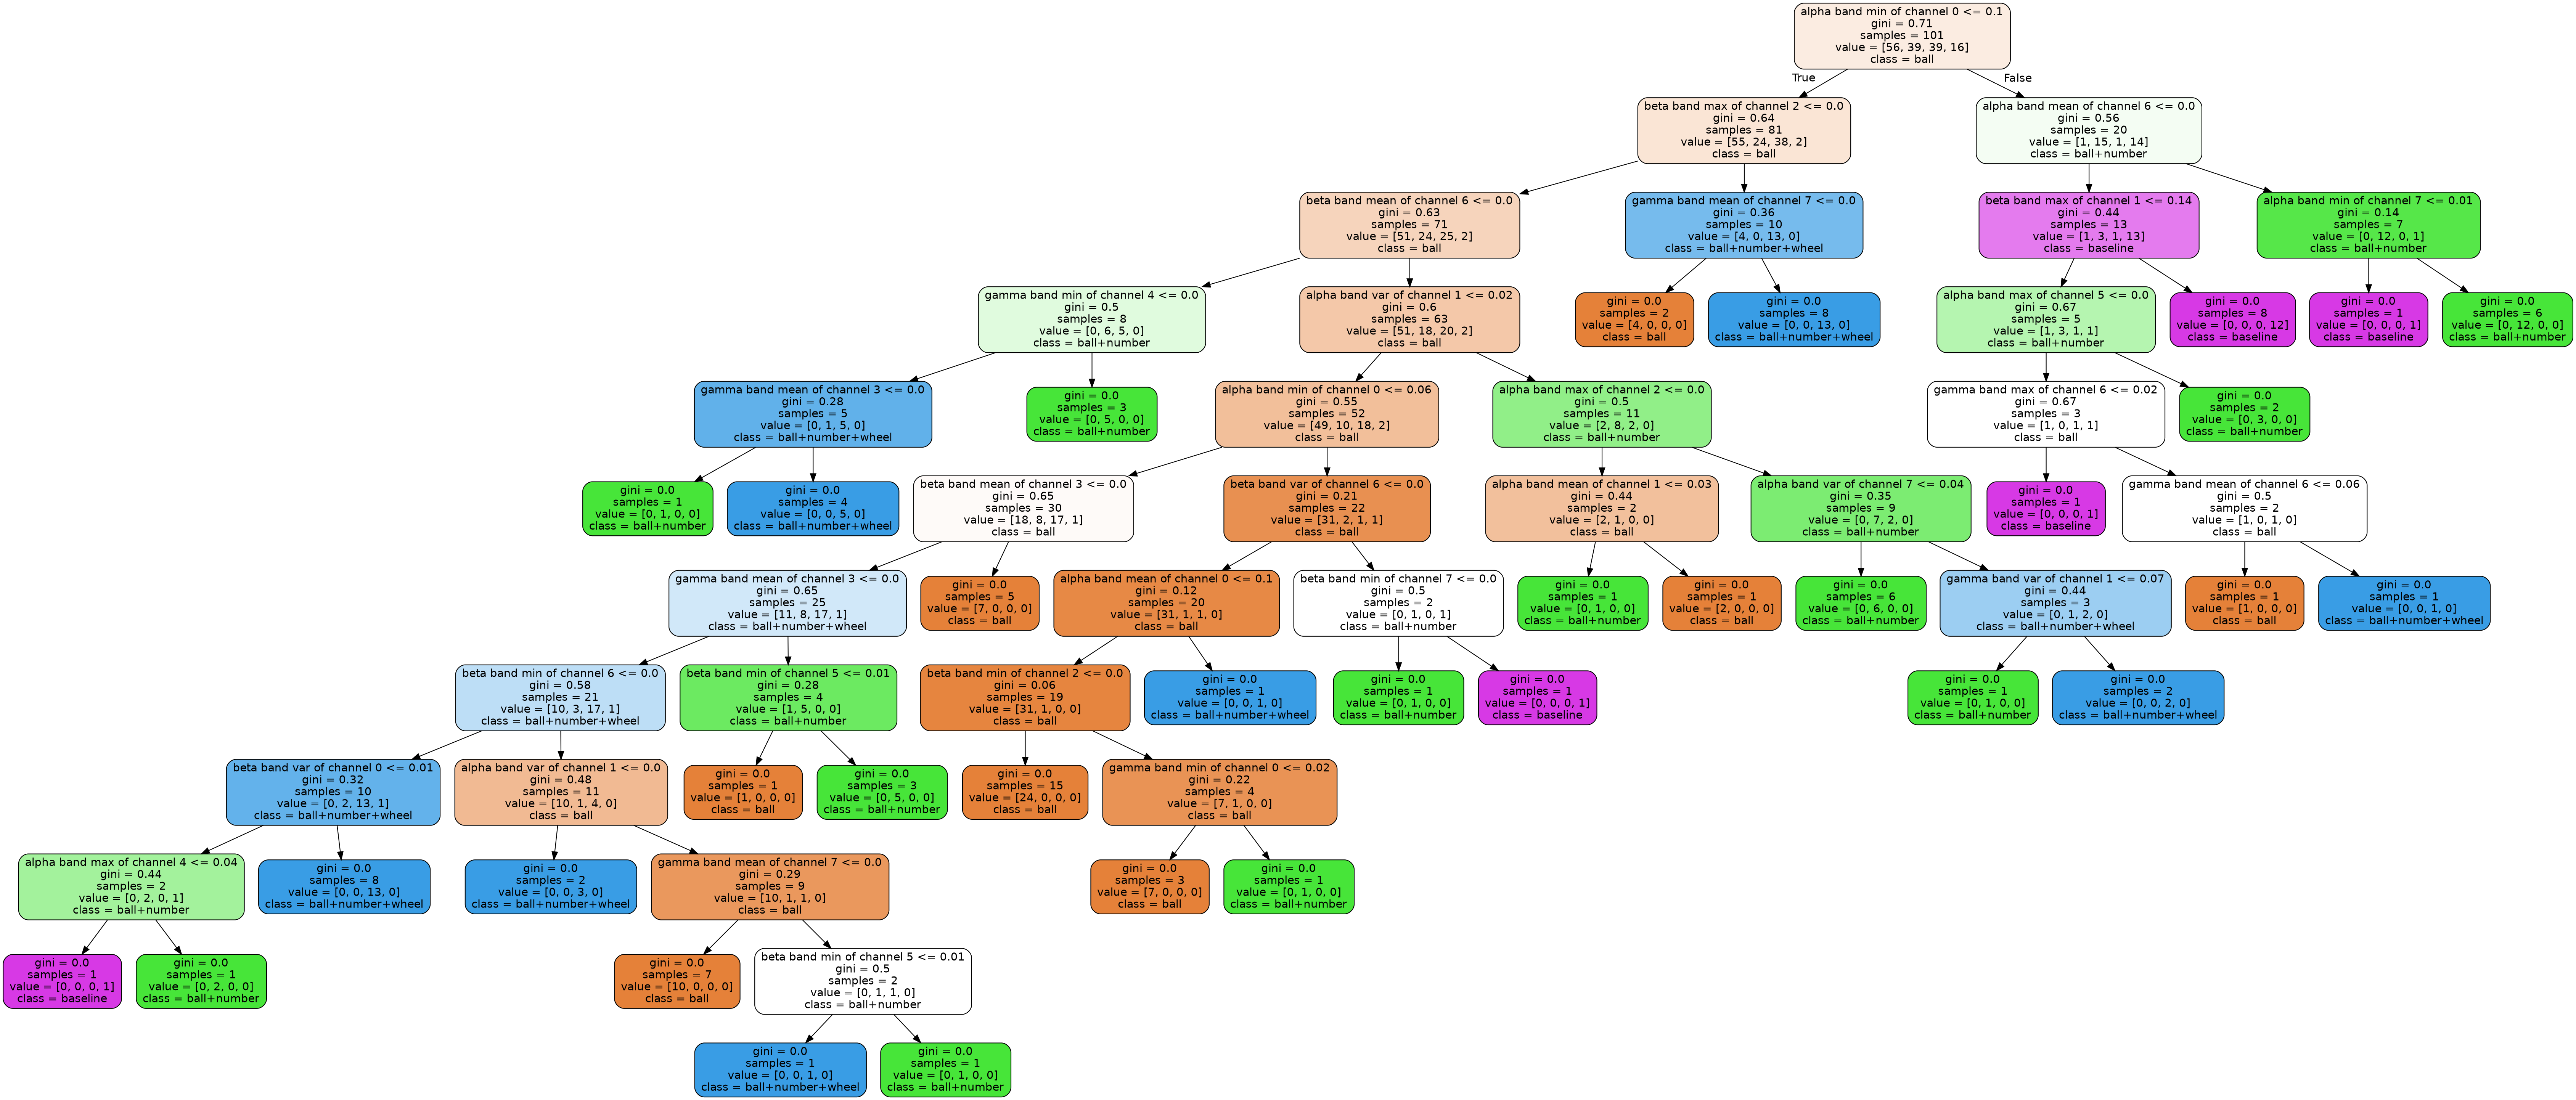 alpha band min of channel 0 <= 0.1
gini = 0.71
samples = 101
value = [56, 39, 39, 16]
class = ball
True
False
beta band max of channel 2 <= 0.0
gini = 0.64
samples = 81
value = [55, 24, 38, 2]
class = ball
alpha band mean of channel 6 <= 0.0
gini = 0.56
samples = 20
value = [1, 15, 1, 14]
class = ball+number
beta band mean of channel 6 <= 0.0
gini = 0.63
samples = 71
value = [51, 24, 25, 2]
class = ball
gamma band mean of channel 7 <= 0.0
gini = 0.36
samples = 10
value = [4, 0, 13, 0]
class = ball+number+wheel
beta band max of channel 1 <= 0.14
gini = 0.44
samples = 13
value = [1, 3, 1, 13]
class = baseline
alpha band min of channel 7 <= 0.01
gini = 0.14
samples = 7
value = [0, 12, 0, 1]
class = ball+number
gamma band min of channel 4 <= 0.0
gini = 0.5
samples = 8
value = [0, 6, 5, 0]
class = ball+number
alpha band var of channel 1 <= 0.02
gini = 0.6
samples = 63
value = [51, 18, 20, 2]
class = ball
gini = 0.0
samples = 2
value = [4, 0, 0, 0]
class = ball
gini = 0.0
samples = 8
value = [0, 0, 13, 0]
class = ball+number+wheel
alpha band max of channel 5 <= 0.0
gini = 0.67
samples = 5
value = [1, 3, 1, 1]
class = ball+number
gini = 0.0
samples = 8
value = [0, 0, 0, 12]
class = baseline
gini = 0.0
samples = 1
value = [0, 0, 0, 1]
class = baseline
gini = 0.0
samples = 6
value = [0, 12, 0, 0]
class = ball+number
gamma band mean of channel 3 <= 0.0
gini = 0.28
samples = 5
value = [0, 1, 5, 0]
class = ball+number+wheel
gini = 0.0
samples = 3
value = [0, 5, 0, 0]
class = ball+number
alpha band min of channel 0 <= 0.06
gini = 0.55
samples = 52
value = [49, 10, 18, 2]
class = ball
alpha band max of channel 2 <= 0.0
gini = 0.5
samples = 11
value = [2, 8, 2, 0]
class = ball+number
gamma band max of channel 6 <= 0.02
gini = 0.67
samples = 3
value = [1, 0, 1, 1]
class = ball
gini = 0.0
samples = 2
value = [0, 3, 0, 0]
class = ball+number
gini = 0.0
samples = 1
value = [0, 1, 0, 0]
class = ball+number
gini = 0.0
samples = 4
value = [0, 0, 5, 0]
class = ball+number+wheel
beta band mean of channel 3 <= 0.0
gini = 0.65
samples = 30
value = [18, 8, 17, 1]
class = ball
beta band var of channel 6 <= 0.0
gini = 0.21
samples = 22
value = [31, 2, 1, 1]
class = ball
alpha band mean of channel 1 <= 0.03
gini = 0.44
samples = 2
value = [2, 1, 0, 0]
class = ball
alpha band var of channel 7 <= 0.04
gini = 0.35
samples = 9
value = [0, 7, 2, 0]
class = ball+number
gini = 0.0
samples = 1
value = [0, 0, 0, 1]
class = baseline
gamma band mean of channel 6 <= 0.06
gini = 0.5
samples = 2
value = [1, 0, 1, 0]
class = ball
gamma band mean of channel 3 <= 0.0
gini = 0.65
samples = 25
value = [11, 8, 17, 1]
class = ball+number+wheel
gini = 0.0
samples = 5
value = [7, 0, 0, 0]
class = ball
alpha band mean of channel 0 <= 0.1
gini = 0.12
samples = 20
value = [31, 1, 1, 0]
class = ball
beta band min of channel 7 <= 0.0
gini = 0.5
samples = 2
value = [0, 1, 0, 1]
class = ball+number
gini = 0.0
samples = 1
value = [0, 1, 0, 0]
class = ball+number
gini = 0.0
samples = 1
value = [2, 0, 0, 0]
class = ball
gini = 0.0
samples = 6
value = [0, 6, 0, 0]
class = ball+number
gamma band var of channel 1 <= 0.07
gini = 0.44
samples = 3
value = [0, 1, 2, 0]
class = ball+number+wheel
gini = 0.0
samples = 1
value = [1, 0, 0, 0]
class = ball
gini = 0.0
samples = 1
value = [0, 0, 1, 0]
class = ball+number+wheel
beta band min of channel 6 <= 0.0
gini = 0.58
samples = 21
value = [10, 3, 17, 1]
class = ball+number+wheel
beta band min of channel 5 <= 0.01
gini = 0.28
samples = 4
value = [1, 5, 0, 0]
class = ball+number
beta band min of channel 2 <= 0.0
gini = 0.06
samples = 19
value = [31, 1, 0, 0]
class = ball
gini = 0.0
samples = 1
value = [0, 0, 1, 0]
class = ball+number+wheel
gini = 0.0
samples = 1
value = [0, 1, 0, 0]
class = ball+number
gini = 0.0
samples = 1
value = [0, 0, 0, 1]
class = baseline
gini = 0.0
samples = 1
value = [0, 1, 0, 0]
class = ball+number
gini = 0.0
samples = 2
value = [0, 0, 2, 0]
class = ball+number+wheel
beta band var of channel 0 <= 0.01
gini = 0.32
samples = 10
value = [0, 2, 13, 1]
class = ball+number+wheel
alpha band var of channel 1 <= 0.0
gini = 0.48
samples = 11
value = [10, 1, 4, 0]
class = ball
gini = 0.0
samples = 1
value = [1, 0, 0, 0]
class = ball
gini = 0.0
samples = 3
value = [0, 5, 0, 0]
class = ball+number
gini = 0.0
samples = 15
value = [24, 0, 0, 0]
class = ball
gamma band min of channel 0 <= 0.02
gini = 0.22
samples = 4
value = [7, 1, 0, 0]
class = ball
alpha band max of channel 4 <= 0.04
gini = 0.44
samples = 2
value = [0, 2, 0, 1]
class = ball+number
gini = 0.0
samples = 8
value = [0, 0, 13, 0]
class = ball+number+wheel
gini = 0.0
samples = 2
value = [0, 0, 3, 0]
class = ball+number+wheel
gamma band mean of channel 7 <= 0.0
gini = 0.29
samples = 9
value = [10, 1, 1, 0]
class = ball
gini = 0.0
samples = 3
value = [7, 0, 0, 0]
class = ball
gini = 0.0
samples = 1
value = [0, 1, 0, 0]
class = ball+number
gini = 0.0
samples = 1
value = [0, 0, 0, 1]
class = baseline
gini = 0.0
samples = 1
value = [0, 2, 0, 0]
class = ball+number
gini = 0.0
samples = 7
value = [10, 0, 0, 0]
class = ball
beta band min of channel 5 <= 0.01
gini = 0.5
samples = 2
value = [0, 1, 1, 0]
class = ball+number
gini = 0.0
samples = 1
value = [0, 0, 1, 0]
class = ball+number+wheel
gini = 0.0
samples = 1
value = [0, 1, 0, 0]
class = ball+number